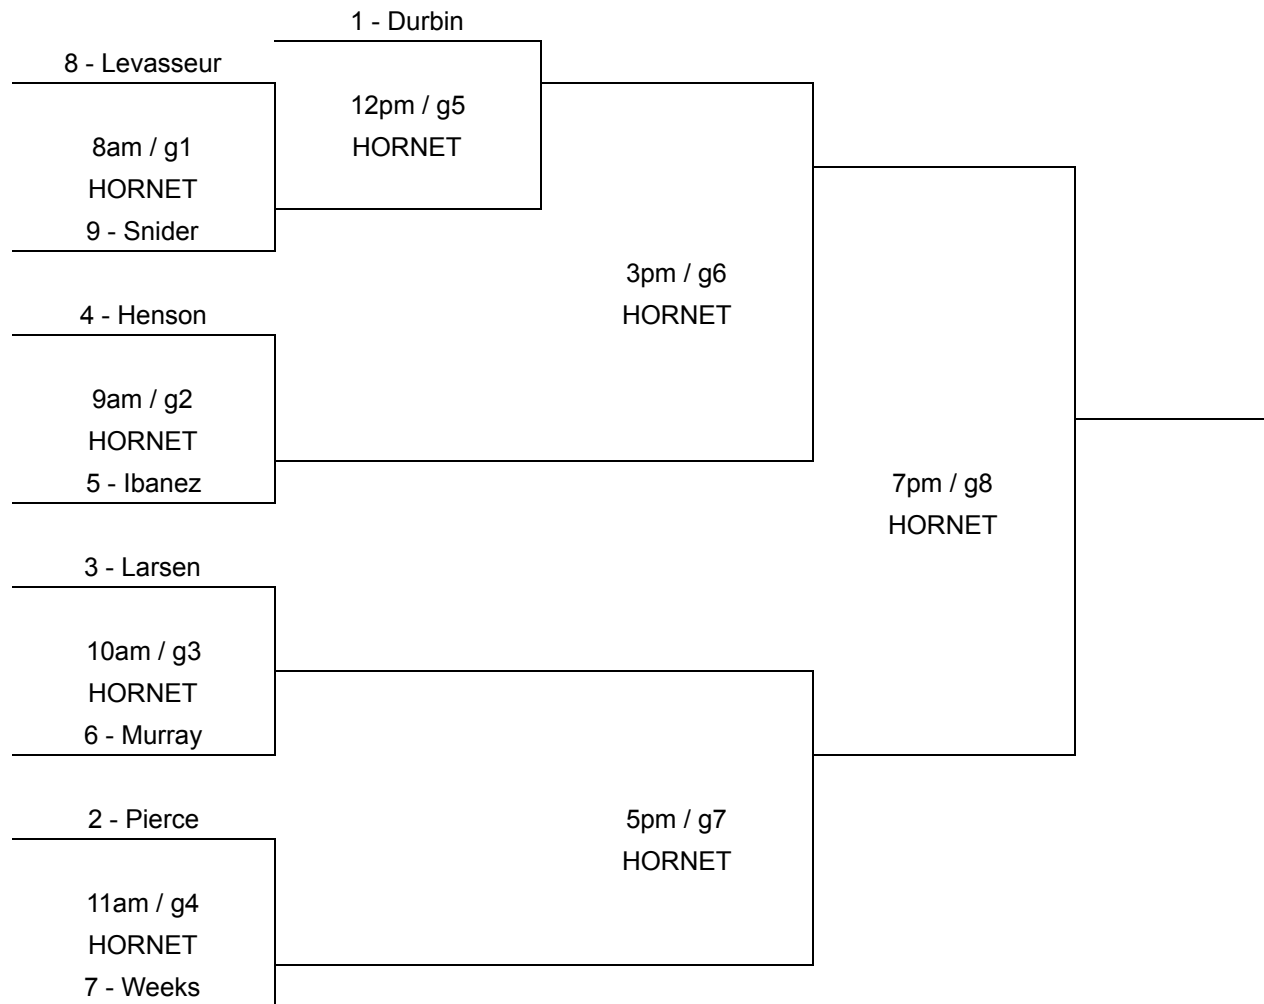 1 - Durbin
8 - Levasseur
12pm / g5
HORNET
8am / g1
HORNET
9 - Snider
3pm / g6
HORNET
4 - Henson
9am / g2
HORNET
5 - Ibanez
7pm / g8
HORNET
3 - Larsen
10am / g3
HORNET
6 - Murray
5pm / g7
HORNET
2 - Pierce
11am / g4
HORNET
7 - Weeks